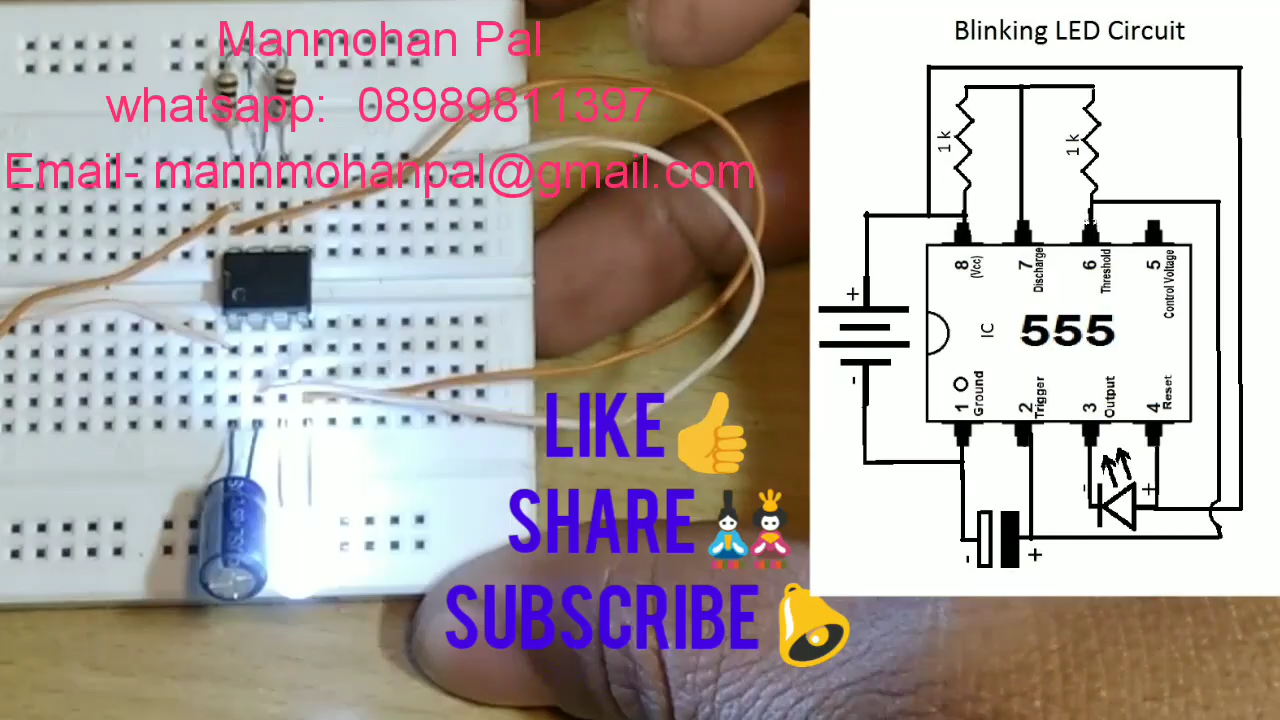 Manmohan Pal
whatsapp: 08989811397
Email- mannmohanpal@gmail.com
LIKE
SHARE
SUBSCRIBE
Blinking LED Circuit
1 k
1 k
8
(Vcc)
7
Discharge
6
Threshold
5
Control Voltage
+
-
IC
555
1
Ground
2
Trigger
3
Output
4
Reset
-
+
-
+